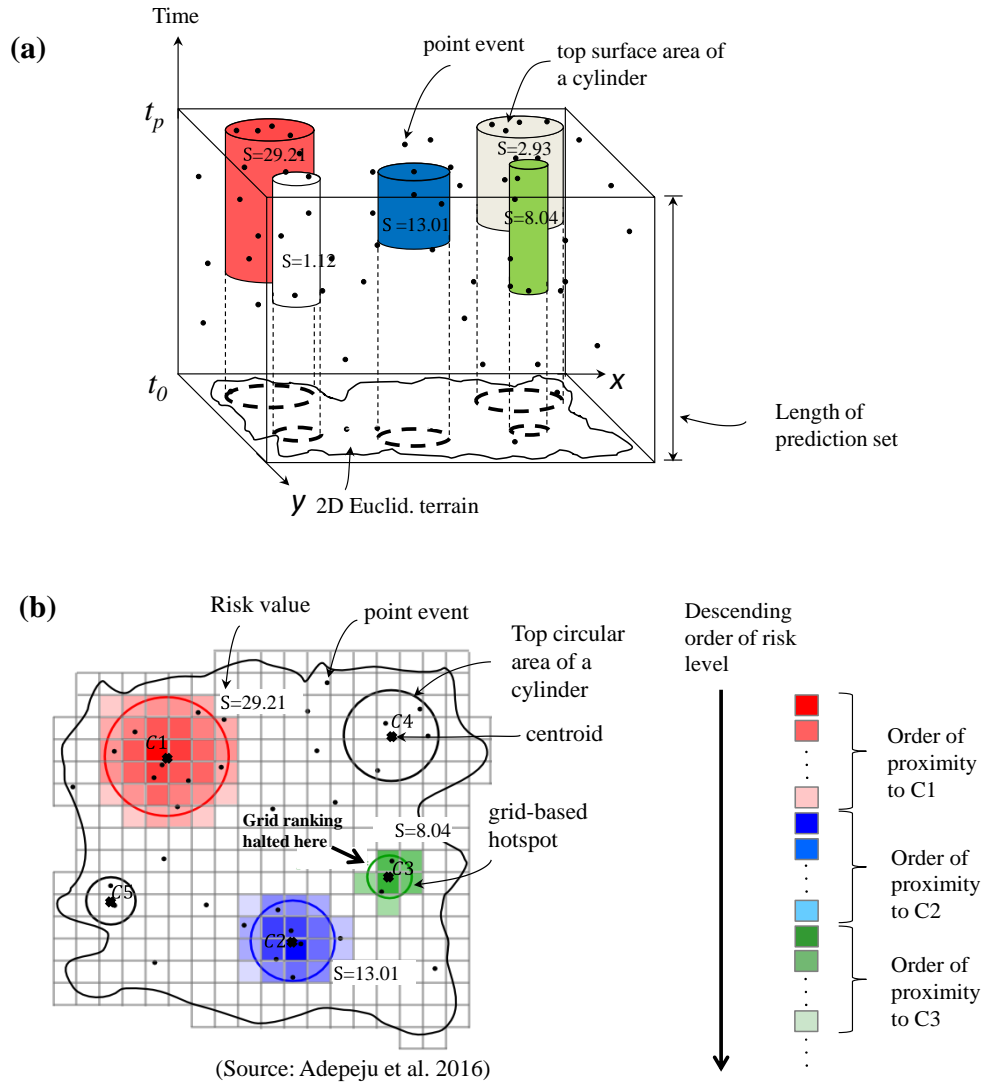 Time
(a)
point event
top surface area of
a cylinder
t_p
S=29.21
S=2.93
S =13.01
S=8.04
S=1.12
t_0
x
Length of
prediction set
y
2D Euclid. terrain
(b)
Risk value
point event
Top circular
area of a
cylinder
Descending
order of risk
level
S=29.21
C4
centroid
C1
Order of
proximity
to C1
Grid ranking
halted here
S=8.04
grid-based
hotspot
C3
C5
Order of
proximity
to C2
C2
S=13.01
Order of
proximity
to C3
(Source: Adepeju et al. 2016)